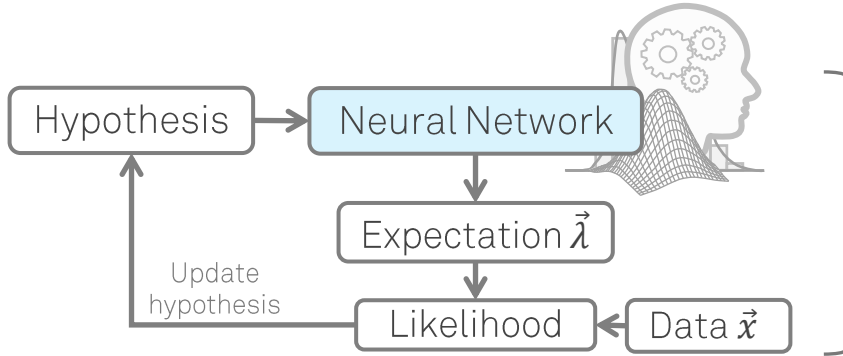 Hypothesis
Neural Network
Expectation λ⃗
Update
hypothesis
Likelihood
Data x⃗